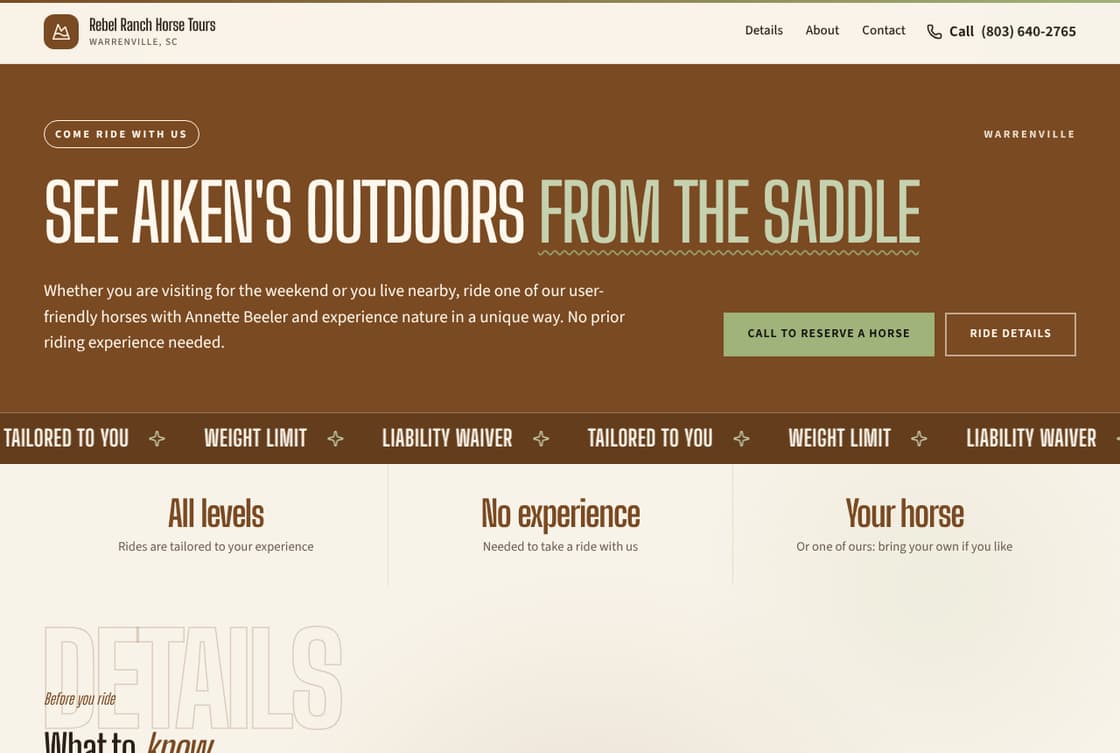 Rebel Ranch Horse Tours
WARRENVILLE, SC
Details
About
Contact
Call (803) 640-2765
COME RIDE WITH US
WARRENVILLE
SEE AIKEN'S OUTDOORS FROM THE SADDLE
Whether you are visiting for the weekend or you live nearby, ride one of our user-
friendly horses with Annette Beeler and experience nature in a unique way. No prior
riding experience needed.
CALL TO RESERVE A HORSE
RIDE DETAILS
TAILORED TO YOU
WEIGHT LIMIT
LIABILITY WAIVER
TAILORED TO YOU
WEIGHT LIMIT
LIABILITY WAIVER
All levels
Rides are tailored to your experience
No experience
Needed to take a ride with us
Your horse
Or one of ours: bring your own if you like
DETAILS
Before you ride
What to know